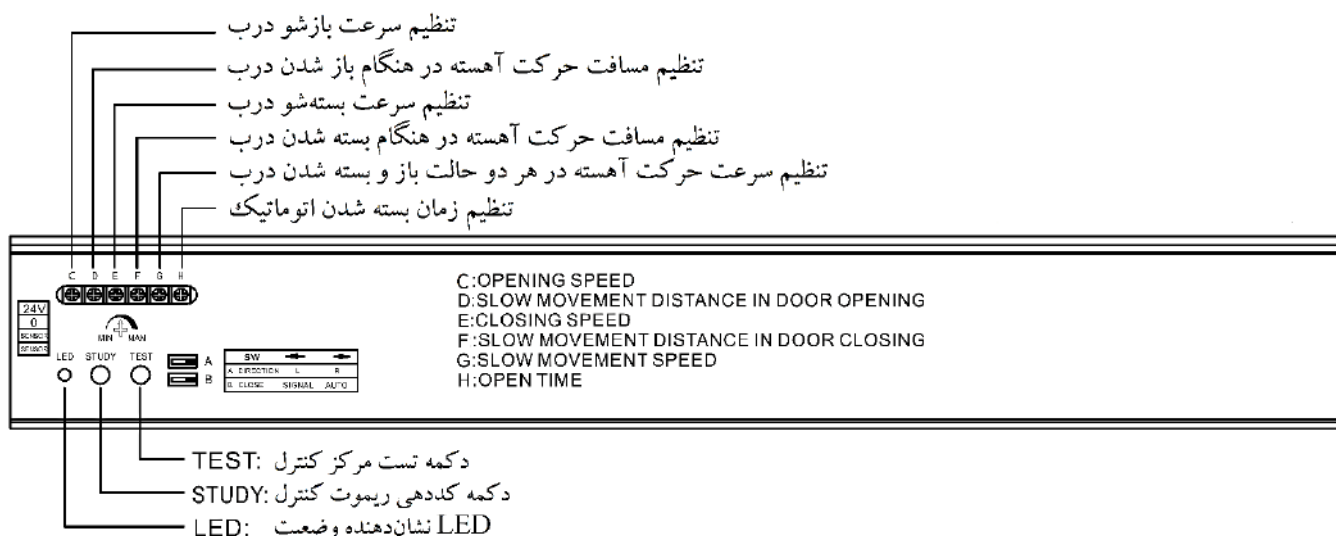 تنظیم سرعت بازشو درب
تنظیم مسافت حرکت آهسته در هنگام باز شدن درب
تنظیم سرعت بسته‌شو درب
تنظیم مسافت حرکت آهسته در هنگام بسته شدن درب
تنظیم سرعت حرکت آهسته در هر دو حالت باز و بسته شدن درب
تنظیم زمان بسته شدن اتوماتیک
C D E F G H
C:OPENING SPEED
D:SLOW MOVEMENT DISTANCE IN DOOR OPENING
E:CLOSING SPEED
F:SLOW MOVEMENT DISTANCE IN DOOR CLOSING
G:SLOW MOVEMENT SPEED
H:OPEN TIME
24V
0
SENSOR
SENSOR
MIN MAN
LED STUDY TEST
A
B
SW
A DIRECTION L R
B CLOSE SIGNAL AUTO
TEST: دکمه تست مرکز کنترل
STUDY: دکمه کددهی ریموت کنترل
LED: LED نشان‌دهنده وضعیت